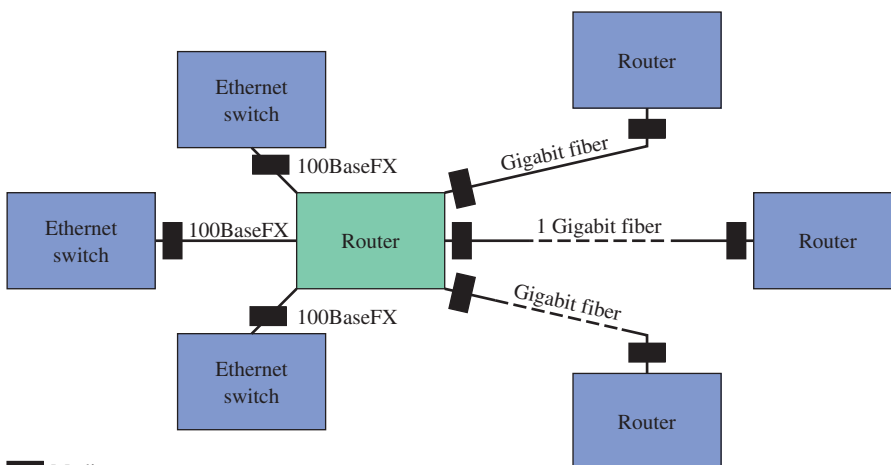 Router
Ethernet
switch
Gigabit fiber
100BaseFX
Ethernet
switch
100BaseFX
Router
1 Gigabit fiber
Router
Gigabit fiber
100BaseFX
Ethernet
switch
Router